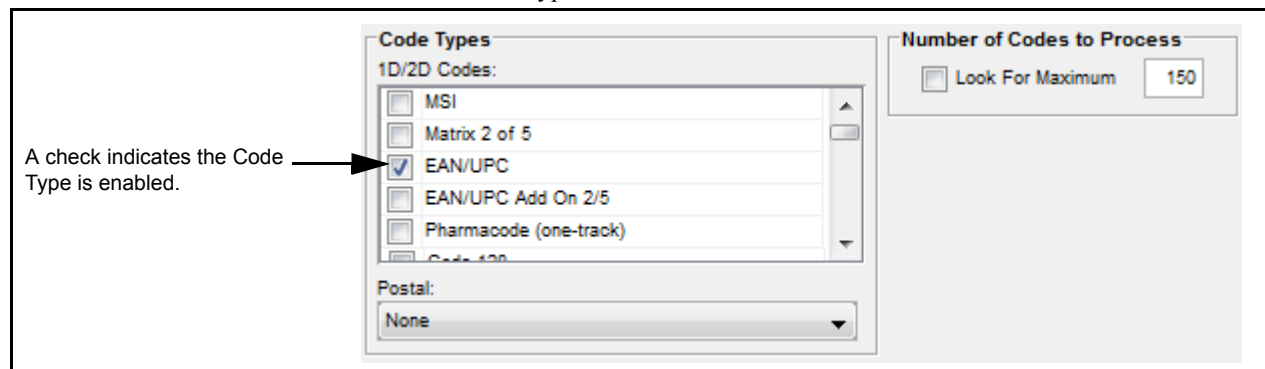 Code Types
Number of Codes to Process
1D/2D Codes:
Look For Maximum 150
MSI
Matrix 2 of 5
A check indicates the Code
Type is enabled.
EAN/UPC
EAN/UPC Add On 2/5
Pharmacode (one-track)
Code 128
Postal:
None